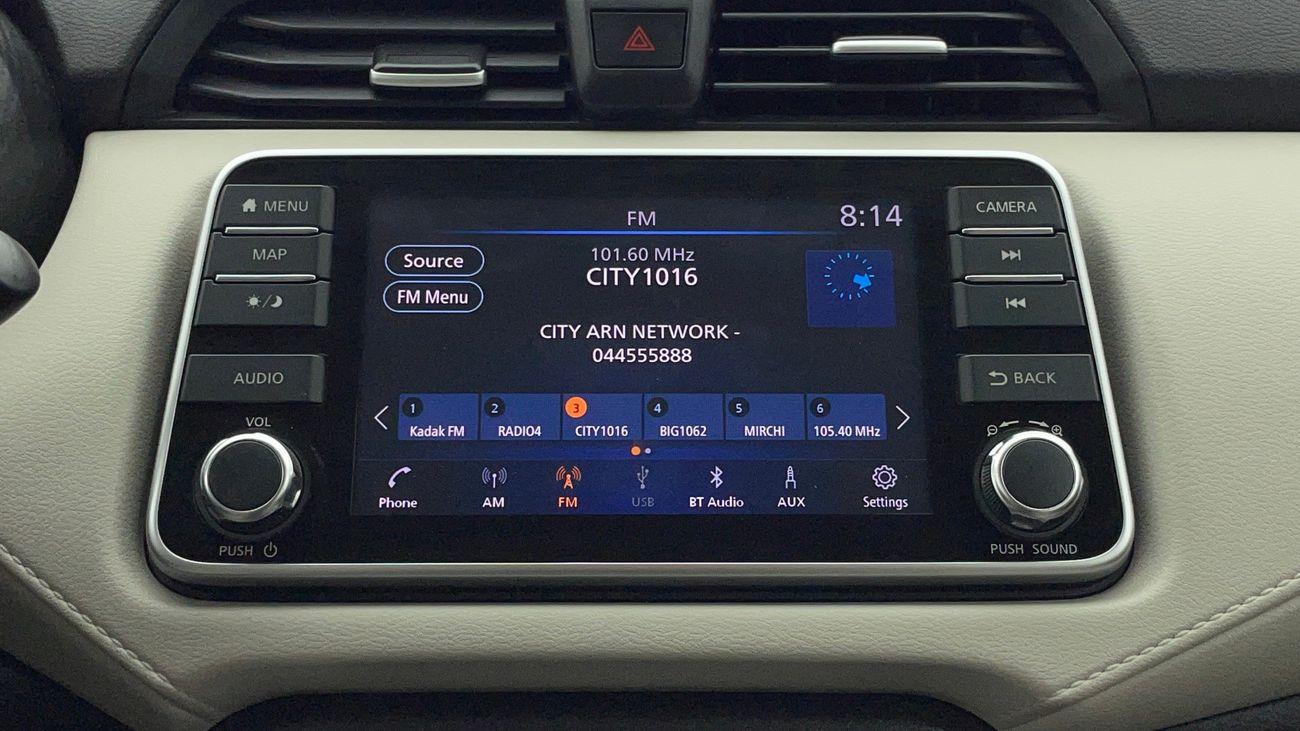 MENU
MAP
AUDIO
VOL
PUSH
FM
8:14
Source
FM Menu
101.60 MHz
CITY1016
CITY ARN NETWORK -
044555888
1 Kadak FM
2 RADIO4
3 CITY1016
4 BIG1062
5 MIRCHI
6 105.40 MHz
Phone
AM
FM
USB
BT Audio
AUX
Settings
CAMERA
BACK
PUSH SOUND